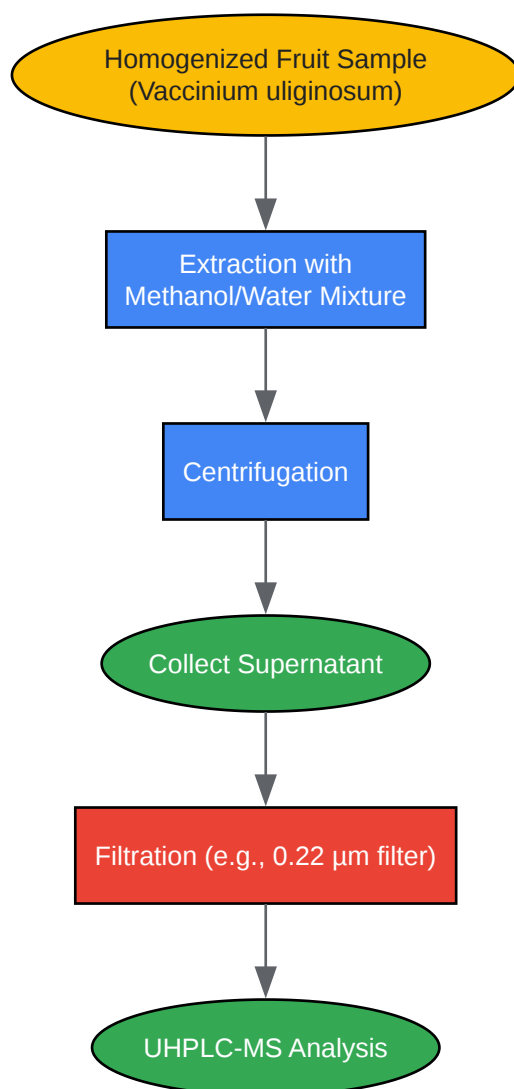 Homogenized Fruit Sample
(Vaccinium uliginosum)
Extraction with
Methanol/Water Mixture
Centrifugation
Collect Supernatant
Filtration (e.g., 0.22 µm filter)
UHPLC-MS Analysis